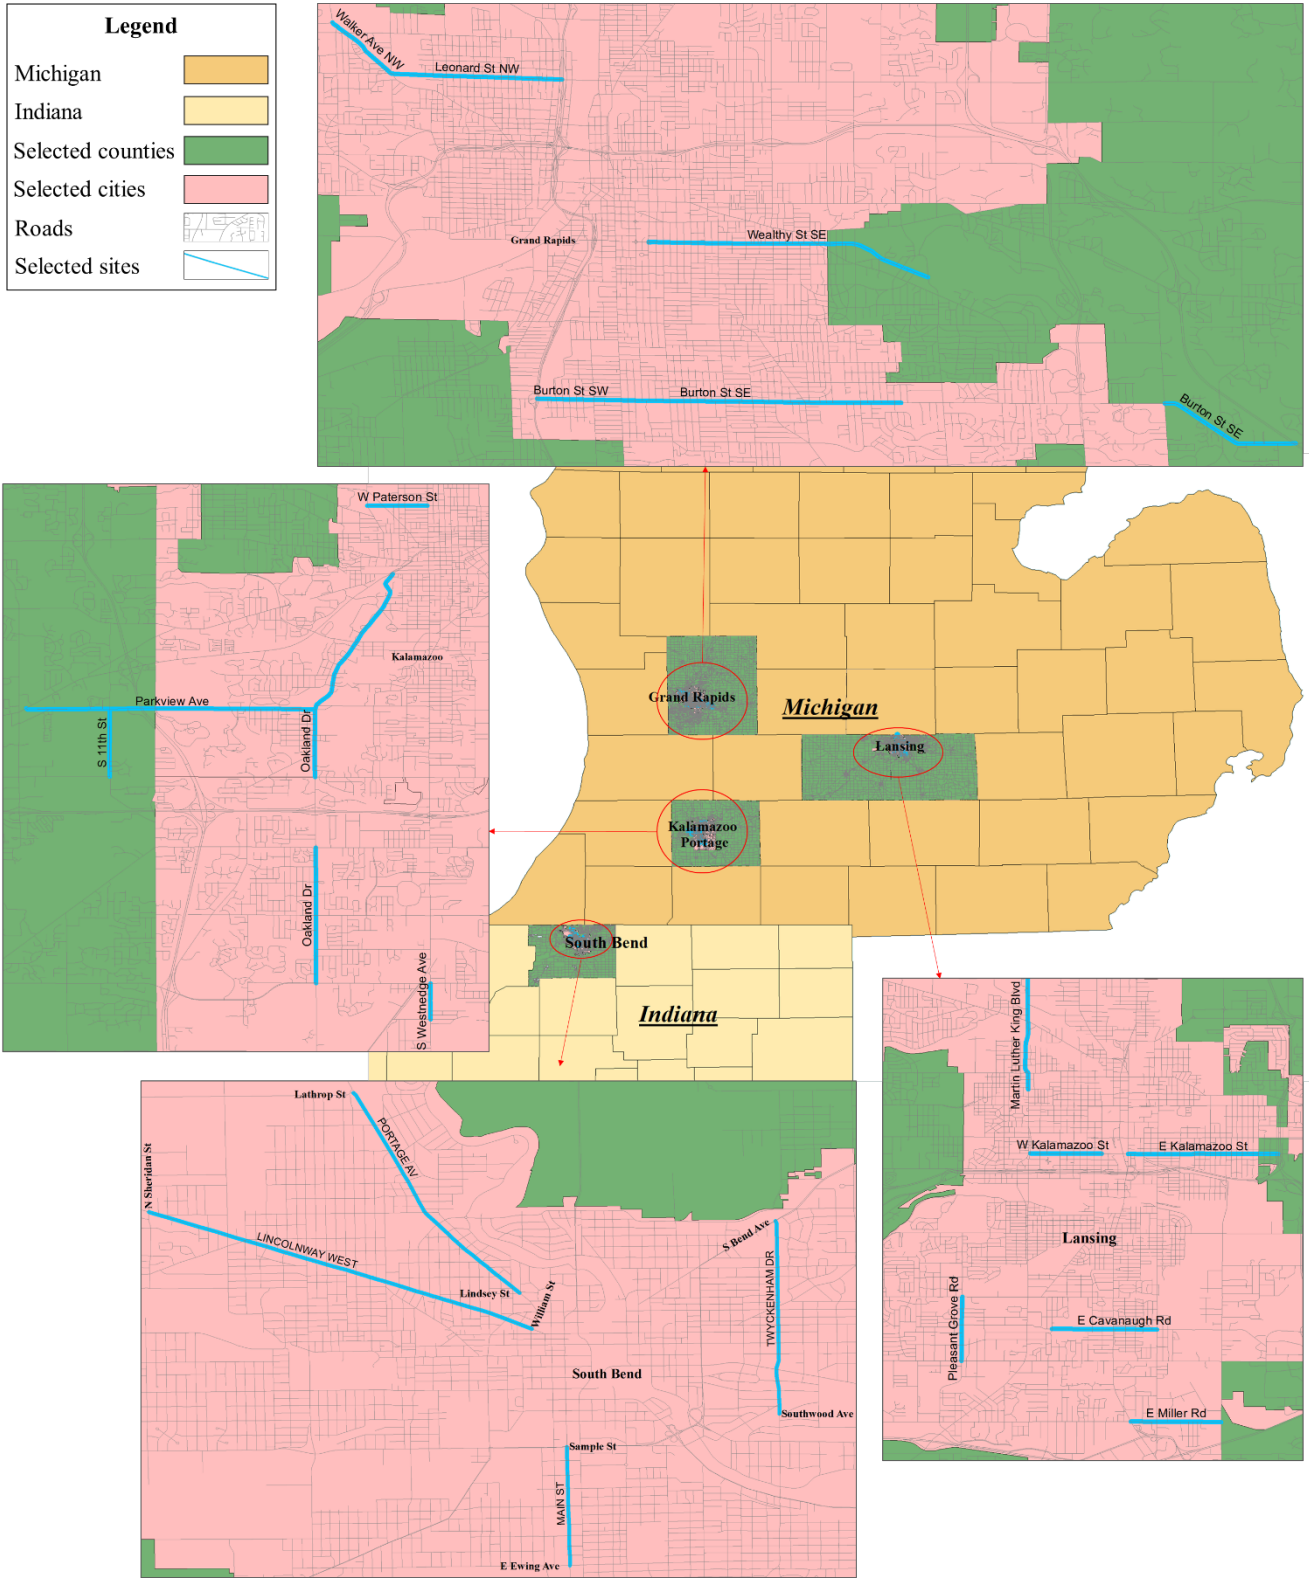 Legend
Michigan
Indiana
Selected counties
Selected cities
Roads
Selected sites
Walker Ave NW
Leonard St NW
Grand Rapids
Wealthy St SE
Burton St SW
Burton St SE
Burton St SE
W Paterson St
Kalamazoo
Parkview Ave
S 11th St
Oakland Dr
Oakland Dr
S Westnedge Ave
Grand Rapids
Michigan
Lansing
Kalamazoo
Portage
South Bend
Indiana
Martin Luther King Blvd
W Kalamazoo St
E Kalamazoo St
Lansing
Pleasant Grove Rd
E Cavanaugh Rd
E Miller Rd
Lathrop St
PORTAGE AV
N Sheridan St
LINCOLNWAY WEST
Lindsey St
William St
S Bend Ave
TWYCKENHAM DR
South Bend
Southwood Ave
Sample St
MAIN ST
E Ewing Ave